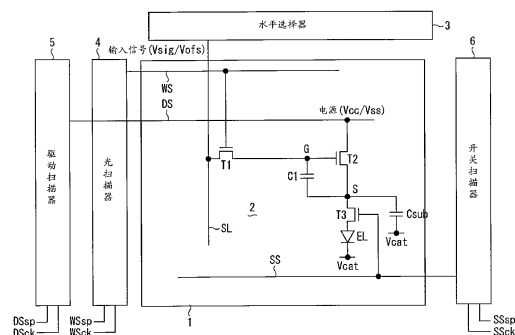 水平选择器
3
5
4
输入信号(Vsig/Vofs)
6
WS
DS
电源(Vcc/Vss)
驱动扫描器
光扫描器
开关扫描器
G
T1
T2
C1
S
2
T3
Csub
SL
EL
Vcat
Vcat
SS
DSsp
DSck
WSsp
WSck
1
SSsp
SSck